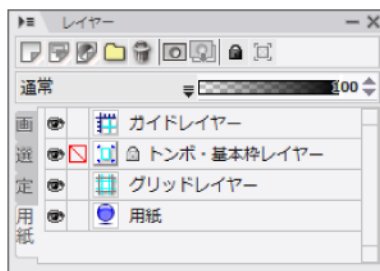 レイヤー
通常 100
画 ガイドレイヤー
選 トンボ・基本枠レイヤー
定 グリッドレイヤー
用紙 用紙